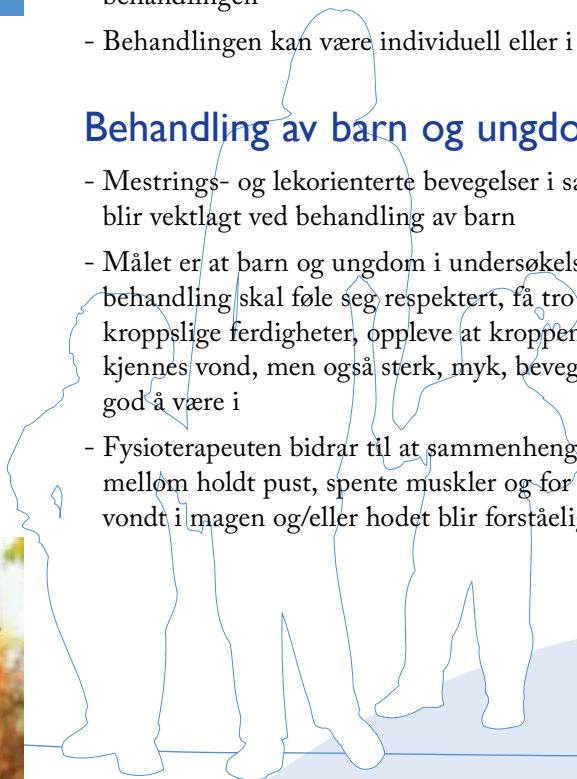 behandlingen
- Behandlingen kan være individuell eller i
Behandling av barn og ungdo
- Mestrings- og lekorienterte bevegelser i sa
blir vektlagt ved behandling av barn
- Målet er at barn og ungdom i undersøkels
behandling skal føle seg respektert, få tro
kroppslige ferdigheter, oppleve at kroppen
kjennes vond, men også sterk, myk, beveg
god å være i
- Fysioterapeuten bidrar til at sammenheng
mellom holdt pust, spente muskler og for
vondt i magen og/eller hodet blir forståelig